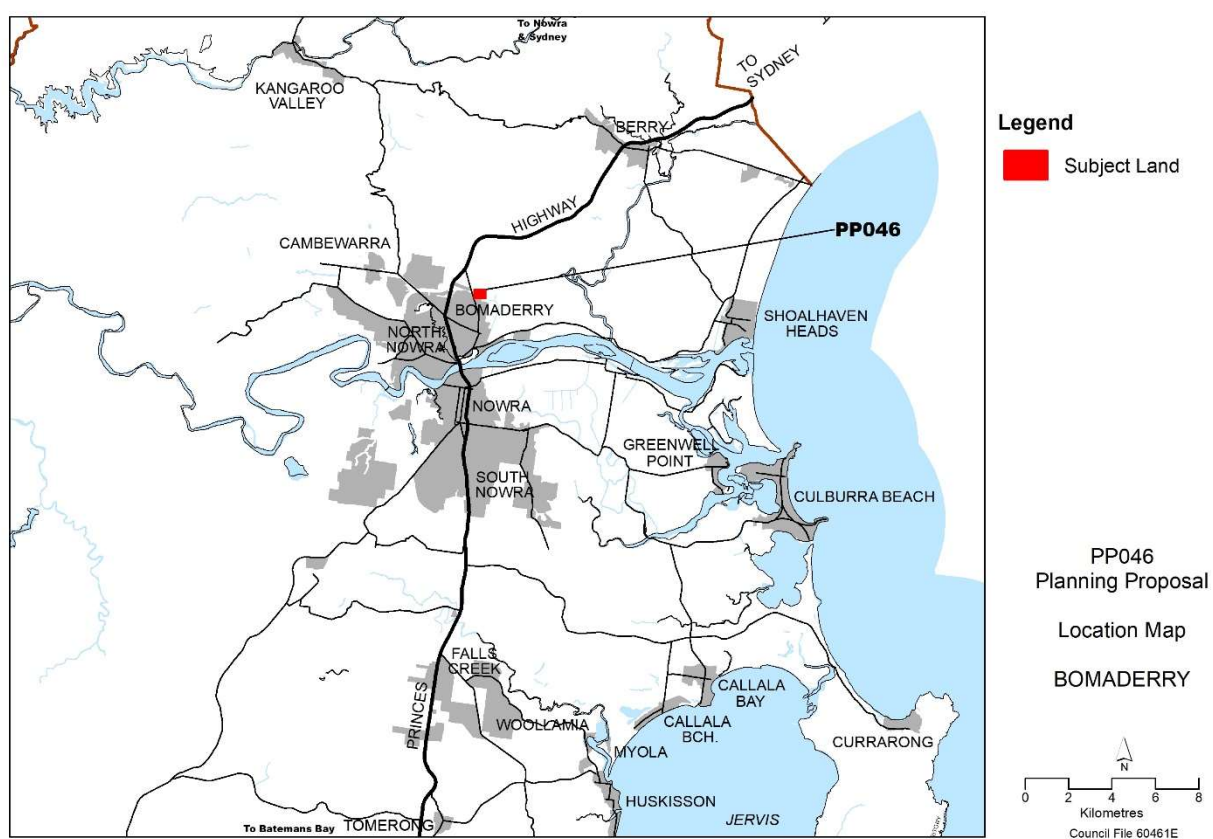 To Nowra
& Sydney
TO
SYDNEY
KANGAROO
VALLEY
BERRY
HIGHWAY
PP046
CAMBEWARRA
BOMADERRY
SHOALHAVEN
HEADS
NORTH
NOWRA
NOWRA
GREENWELL
POINT
SOUTH
NOWRA
CULBURRA BEACH
FALLS
CREEK
PRINCES
WOOLLAMIA
CALLALA
BAY
CALLALA
BCH.
MYOLA
CURRARONG
HUSKISSON
To Batemans Bay
TOMERONG
JERVIS
Legend
Subject Land
PP046
Planning Proposal
Location Map
BOMADERRY
N
0 2 4 6 8
Kilometres
Council File 60461E